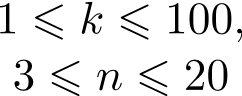 1 ⩽ k ⩽ 100,
3 ⩽ n ⩽ 20